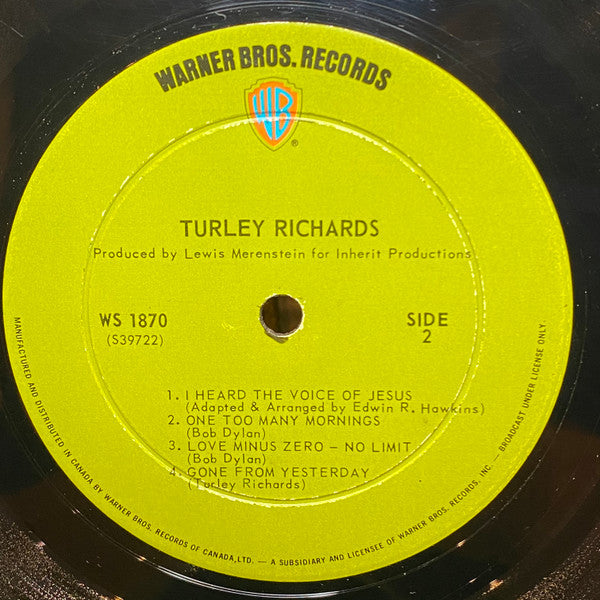 WARNER BROS. RECORDS
WB
®
TURLEY RICHARDS
Produced by Lewis Merenstein for Inherit Productions
WS 1870
(S39722)
SIDE
2
1. I HEARD THE VOICE OF JESUS
(Adapted & Arranged by Edwin R. Hawkins)
2. ONE TOO MANY MORNINGS
(Bob Dylan)
3. LOVE MINUS ZERO – NO LIMIT
(Bob Dylan)
4. GONE FROM YESTERDAY
(Turley Richards)
MANUFACTURED AND DISTRIBUTED IN CANADA BY WARNER BROS. RECORDS OF CANADA, LTD. — A SUBSIDIARY AND LICENSEE OF WARNER BROS. RECORDS, INC. — BROADCAST UNDER LICENSE ONLY.